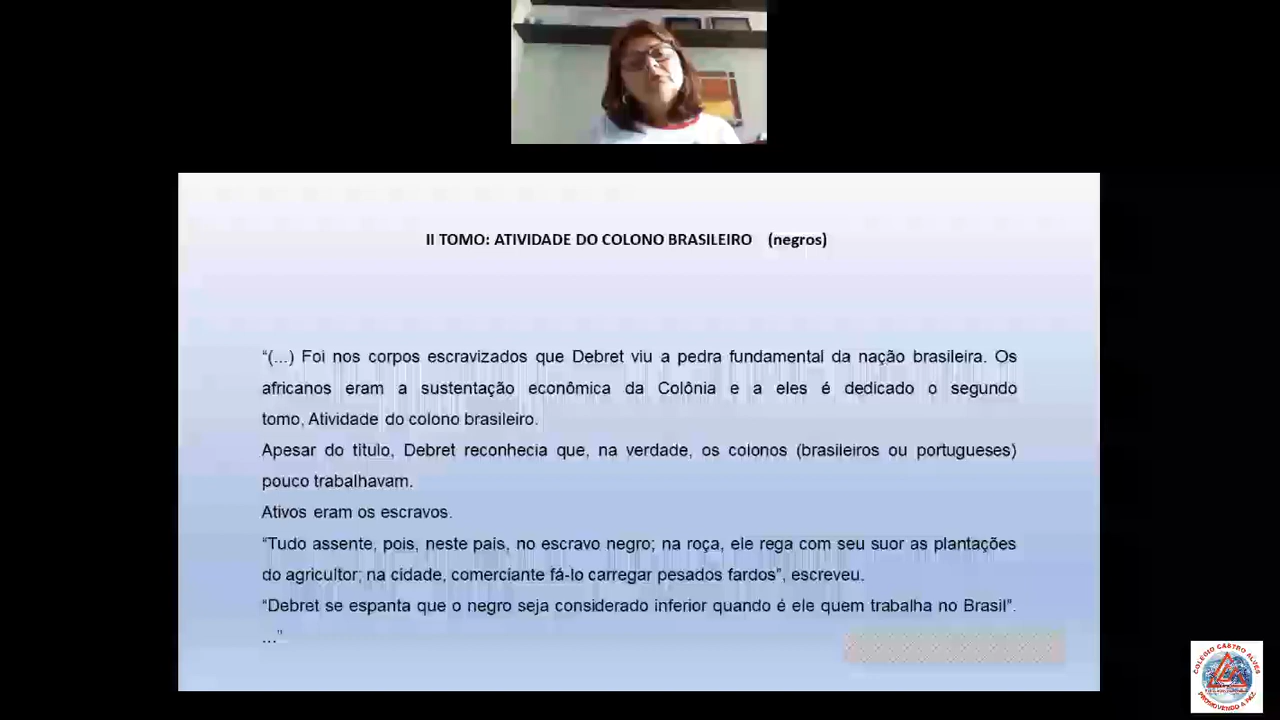 II TOMO: ATIVIDADE DO COLONO BRASILEIRO (negros)
“(...) Foi nos corpos escravizados que Debret viu a pedra fundamental da nação brasileira. Os
africanos eram a sustentação econômica da Colônia e a eles é dedicado o segundo
tomo, Atividade do colono brasileiro.
Apesar do título, Debret reconhecia que, na verdade, os colonos (brasileiros ou portugueses)
pouco trabalhavam.
Ativos eram os escravos.
“Tudo assente, pois, neste país, no escravo negro; na roça, ele rega com seu suor as plantações
do agricultor; na cidade, comerciante fá-lo carregar pesados fardos”, escreveu.
“Debret se espanta que o negro seja considerado inferior quando é ele quem trabalha no Brasil”.
...”
COLÉGIO CASTRO ALVES
PROMOVENDO A PAZ